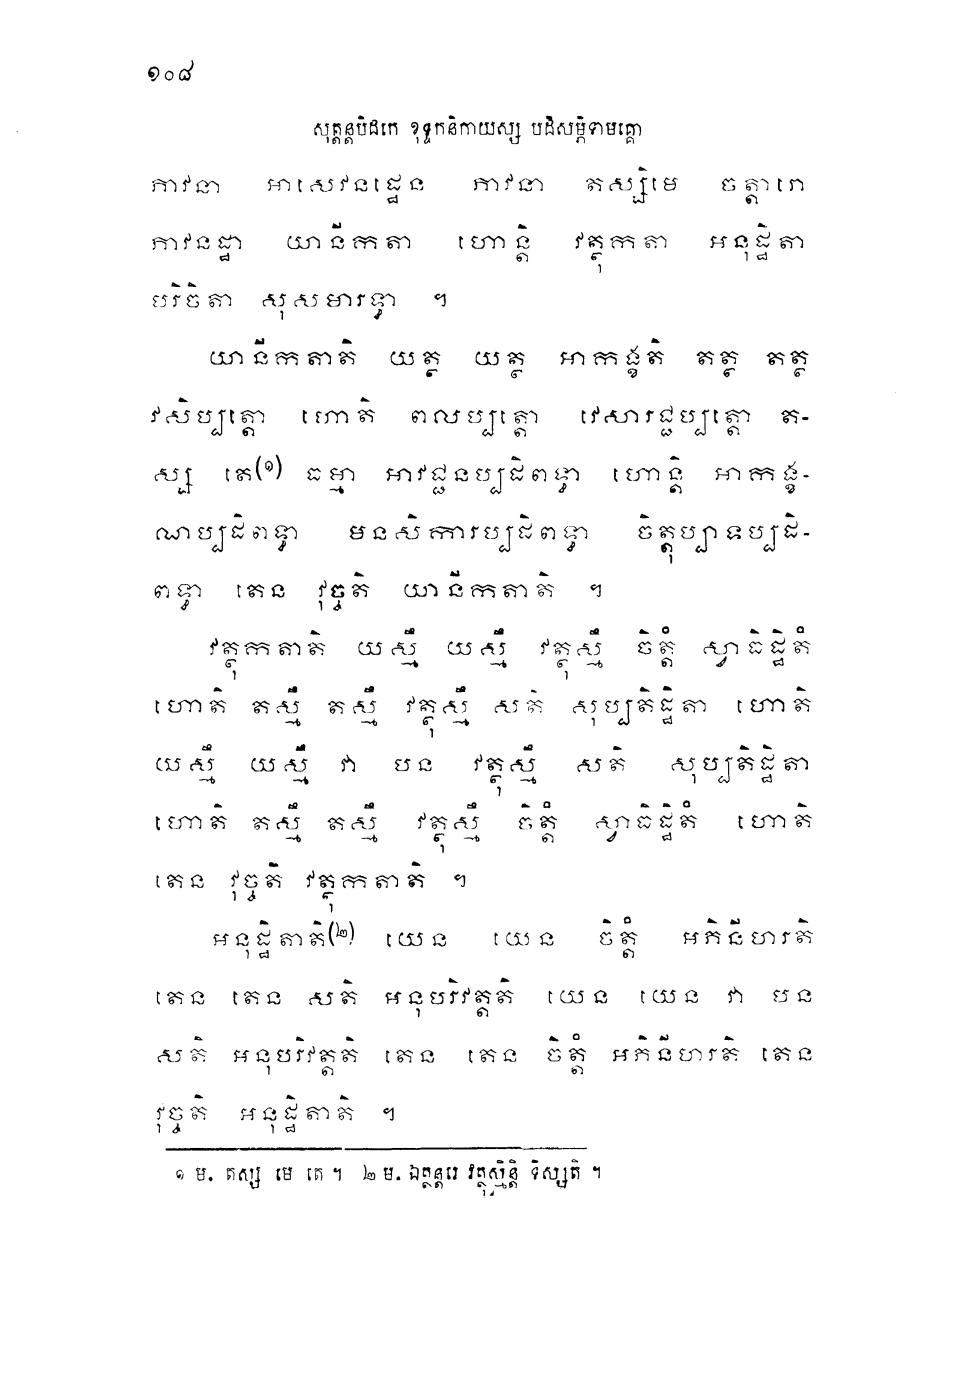 ១០៨
សុត្តន្តបិដកេ ខុទ្ទកនិកាយស្ស បដិសម្ភិទាមគ្គោ
ភាវនា អាសេវនដ្ឋេន ភាវនា តស្សិមេ ចត្តារោ
ភាវនដ្ឋា យានីកតា ហោន្តិ វត្ថុកតា អនុដ្ឋិតា
បរិចិតា សុសមារទ្ធា ។
យានីកតាតិ យត្ថ យត្ថ អាកង្ខតិ តត្ថ តត្ថ
វសិប្បត្តោ ហោតិ ពលប្បត្តោ វេសារជ្ជប្បត្តោ ត-
ស្ស តេ(១) ធម្មា អាវជ្ជនប្បដិពទ្ធា ហោន្តិ អាកង្ខ-
ណាប្បដិពទ្ធា មនសិការប្បដិពទ្ធា ចិត្តុប្បាទប្បដិ-
ពទ្ធា តេន វុច្ចតិ យានីកតាតិ ។
វត្ថុកតាតិ យស្មឹ យស្មឹ វត្ថុស្មឹ ចិត្តំ ស្វាធិដ្ឋិតំ
ហោតិ តស្មឹ តស្មឹ វត្ថុស្មឹ សតិ សុប្បតិដ្ឋិតា ហោតិ
យស្មឹ យស្មឹ វា បន វត្ថុស្មឹ សតិ សុប្បតិដ្ឋិតា
ហោតិ តស្មឹ តស្មឹ វត្ថុស្មឹ ចិត្តំ ស្វាធិដ្ឋិតំ ហោតិ
តេន វុច្ចតិ វត្ថុកតាតិ ។
អនុដ្ឋិតាតិ(២) យេន យេន ចិត្តំ អភិនីហរតិ
តេន តេន សតិ អនុបរិវត្តតិ យេន យេន វា បន
សតិ អនុបរិវត្តតិ តេន តេន ចិត្តំ អភិនីហរតិ តេន
វុច្ចតិ អនុដ្ឋិតាតិ ។
១ ម. តស្ស មេ តេ ។ ២ ម. ឯត្ថន្តរេ វត្ថុស្មិន្តិ ទិស្សតិ ។